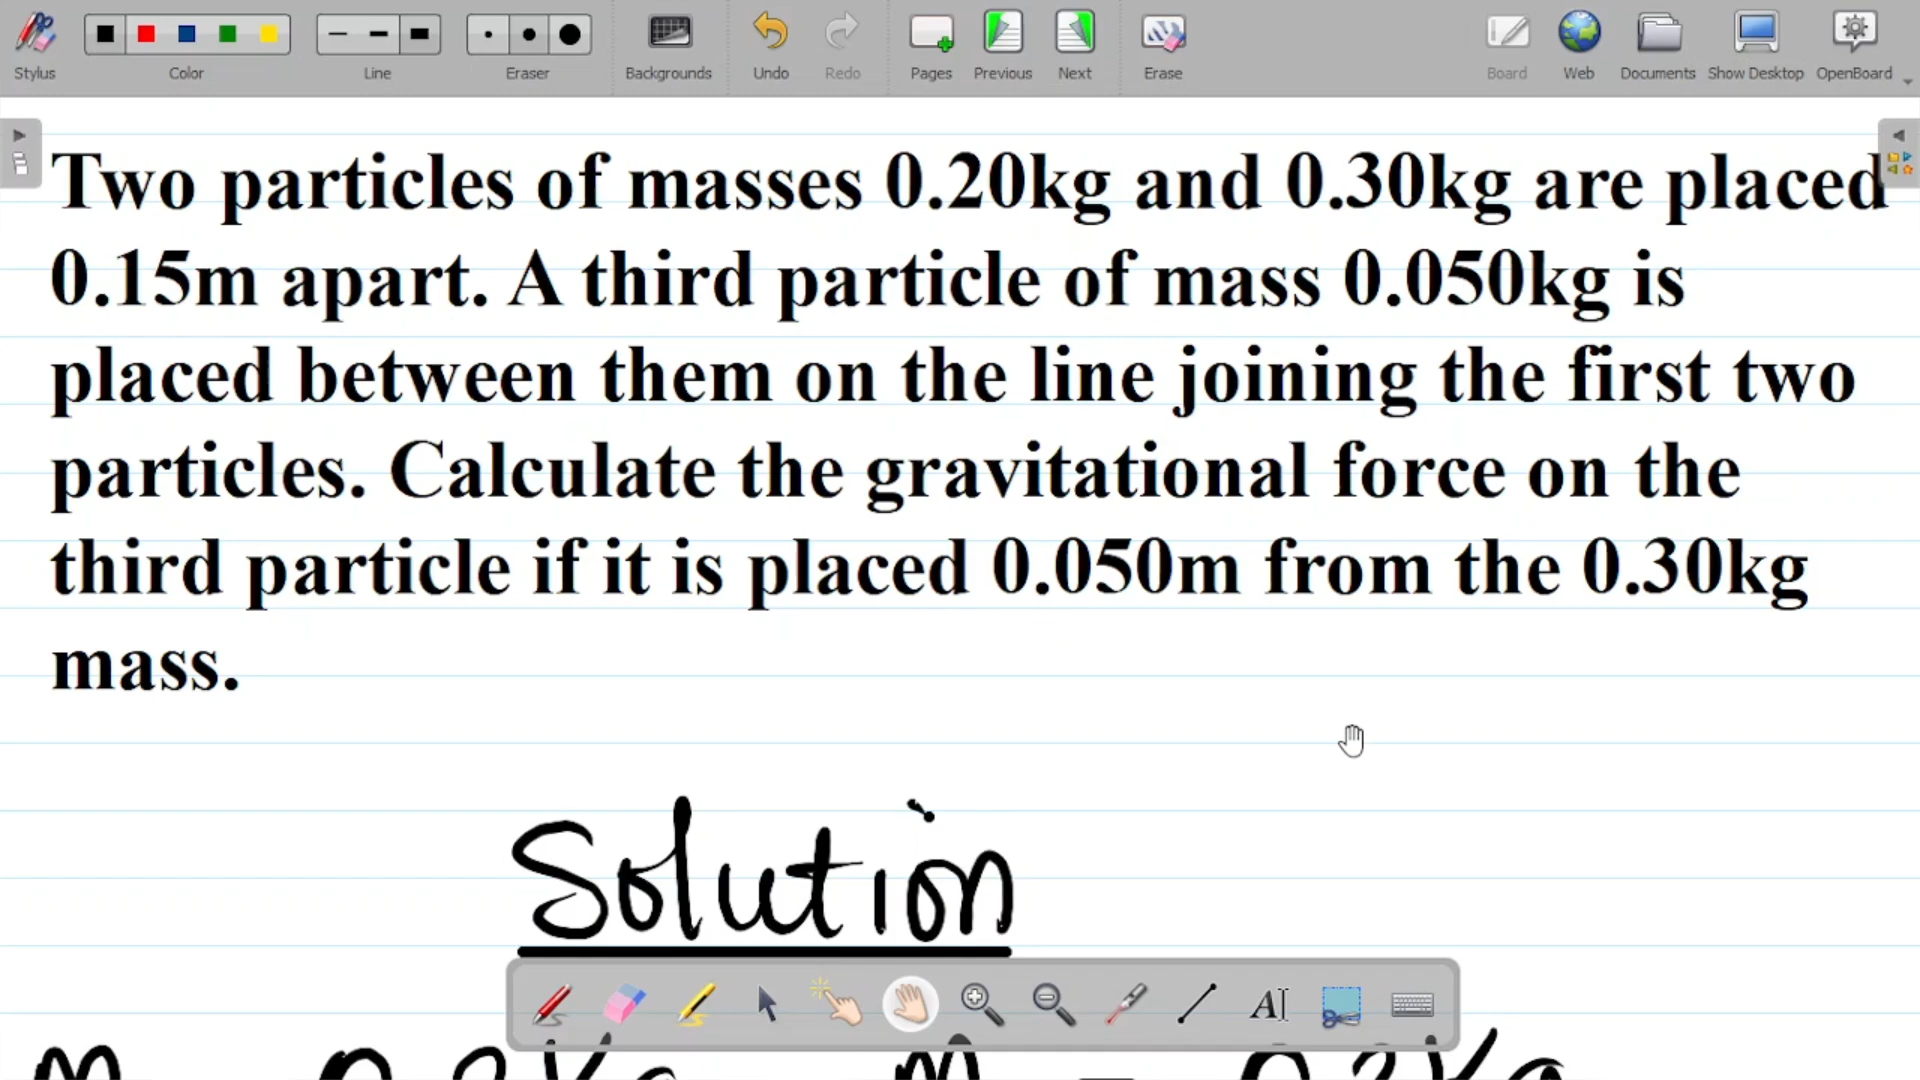 Stylus
Color
Line
Eraser
Backgrounds
Undo
Redo
Pages
Previous
Next
Erase
Board
Web
Documents
Show Desktop
OpenBoard
Two particles of masses 0.20kg and 0.30kg are placed
0.15m apart. A third particle of mass 0.050kg is
placed between them on the line joining the first two
particles. Calculate the gravitational force on the
third particle if it is placed 0.050m from the 0.30kg
mass.
Solution